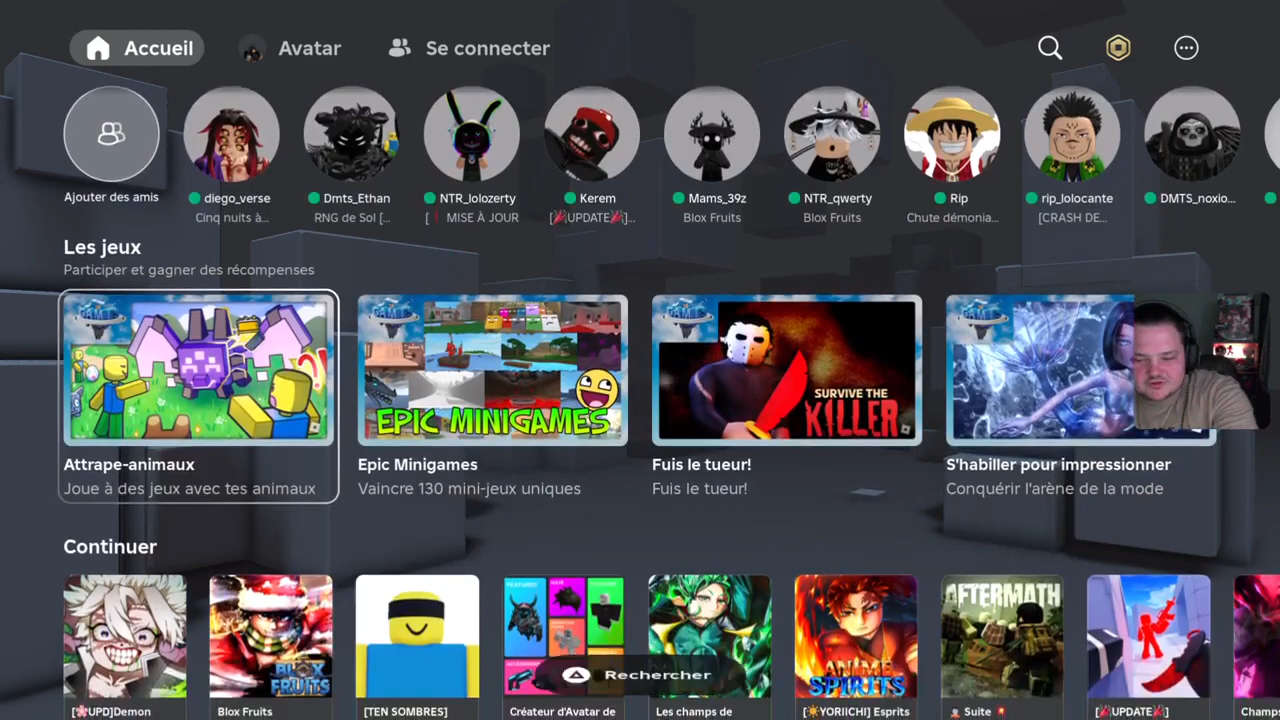 Accueil
Avatar
Se connecter
Ajouter des amis
diego_verse
Cinq nuits à...
Dmts_Ethan
RNG de Sol [...
NTR_lolozerty
[❗ MISE À JOUR
Kerem
[🎉UPDATE🎉]...
Mams_39z
Blox Fruits
NTR_qwerty
Blox Fruits
Rip
Chute démonia...
rip_lolocante
[CRASH DE...
DMTS_noxio...
Les jeux
Participer et gagner des récompenses
EPIC MINIGAMES
SURVIVE THE
KILLER
Attrape-animaux
Joue à des jeux avec tes animaux
Epic Minigames
Vaincre 130 mini-jeux uniques
Fuis le tueur!
Fuis le tueur!
S'habiller pour impressionner
Conquérir l'arène de la mode
Continuer
BLOX
FRUITS
FEATURED
HAIR
ANIME
SPIRITS
AFTERMATH
Rechercher
[🌸UPD]Demon
Blox Fruits
[TEN SOMBRES]
Créateur d'Avatar de
Les champs de
[☀️YORIICHI] Esprits
Suite
[🎉UPDATE🎉]
Champs